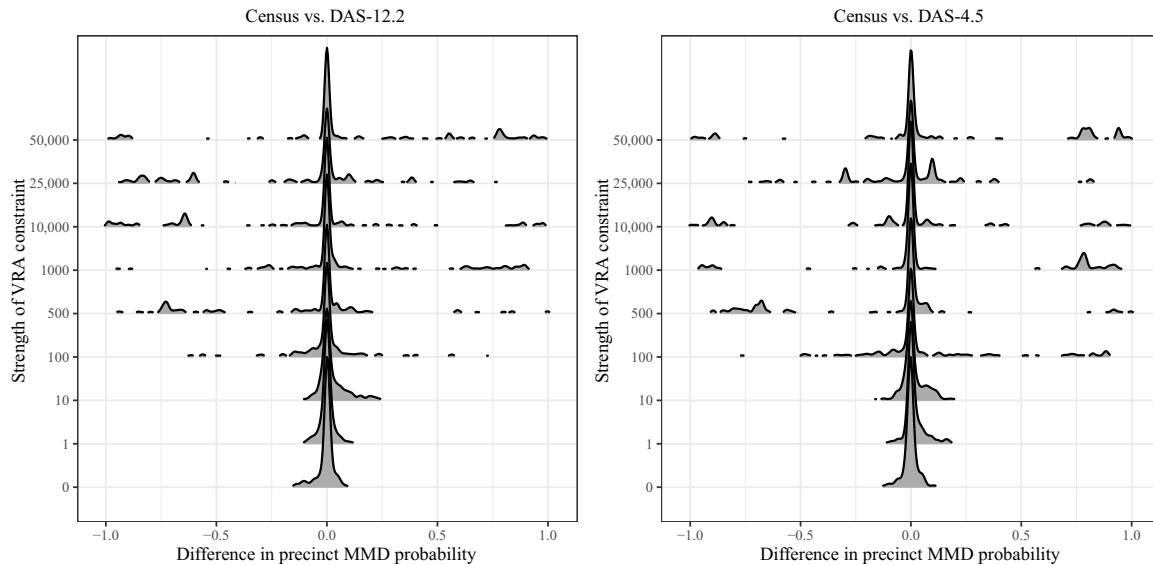 Census vs. DAS-12.2
Strength of VRA constraint
50,000
25,000
10,000
1000
500
100
10
1
0
−1.0 −0.5 0.0 0.5 1.0
Difference in precinct MMD probability
Census vs. DAS-4.5
Strength of VRA constraint
50,000
25,000
10,000
1000
500
100
10
1
0
−1.0 −0.5 0.0 0.5 1.0
Difference in precinct MMD probability